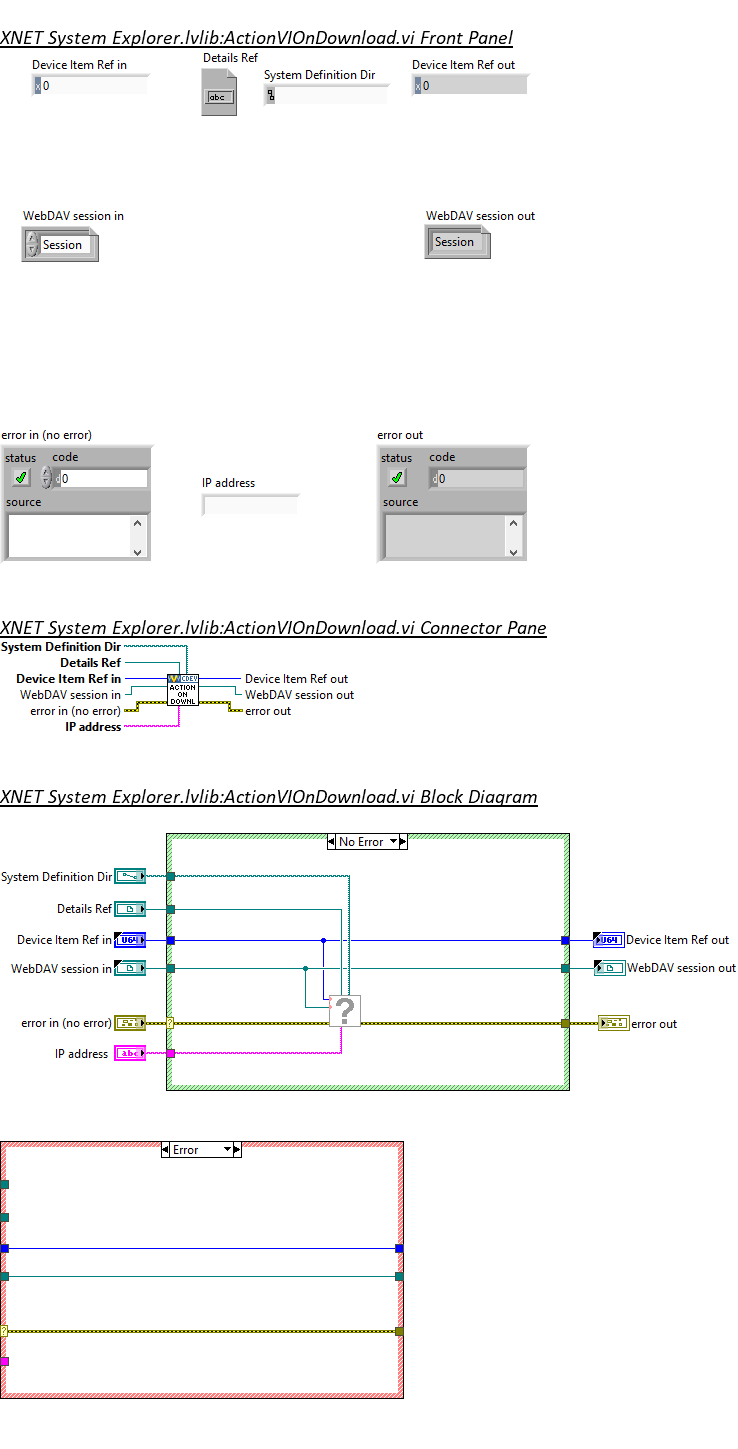 XNET System Explorer.lvlib:ActionVIOnDownload.vi Front Panel
Device Item Ref in
Details Ref
System Definition Dir
Device Item Ref out
x 0
abc
x 0
WebDAV session in
WebDAV session out
Session
Session
error in (no error)
error out
status
code
d 0
source
IP address
status
code
d 0
source
XNET System Explorer.lvlib:ActionVIOnDownload.vi Connector Pane
System Definition Dir
Details Ref
Device Item Ref in
Device Item Ref out
WebDAV session in
WebDAV session out
error in (no error)
error out
IP address
CDEV
ACTION
ON
DOWNL
XNET System Explorer.lvlib:ActionVIOnDownload.vi Block Diagram
No Error
System Definition Dir
Details Ref
Device Item Ref in
U64
U64
Device Item Ref out
WebDAV session in
WebDAV session out
?
error in (no error)
?
error out
IP address
abc
Error
?